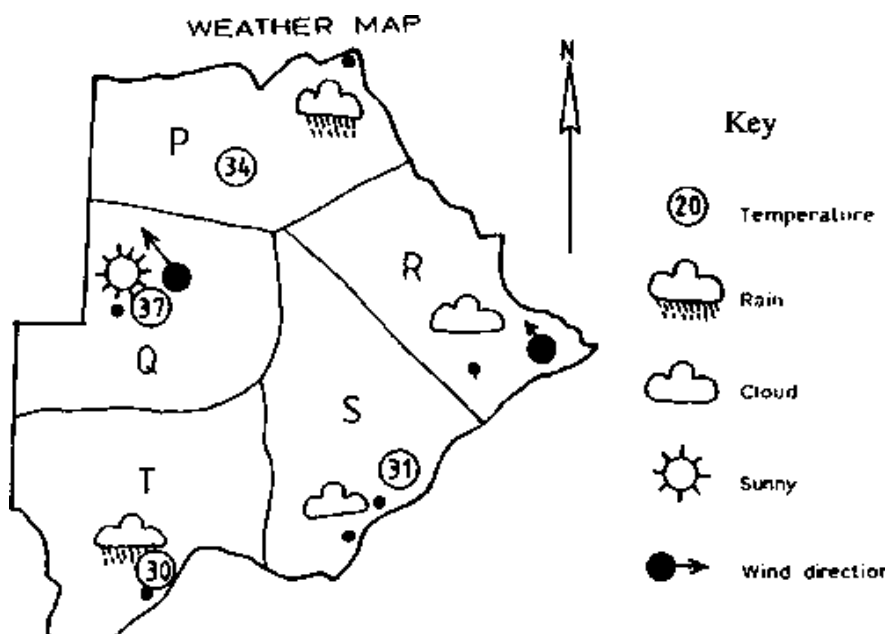 WEATHER MAP
N
Key
P
34
20 Temperature
R
Rain
37
Q
Cloud
S
31
T
Sunny
30
Wind direction